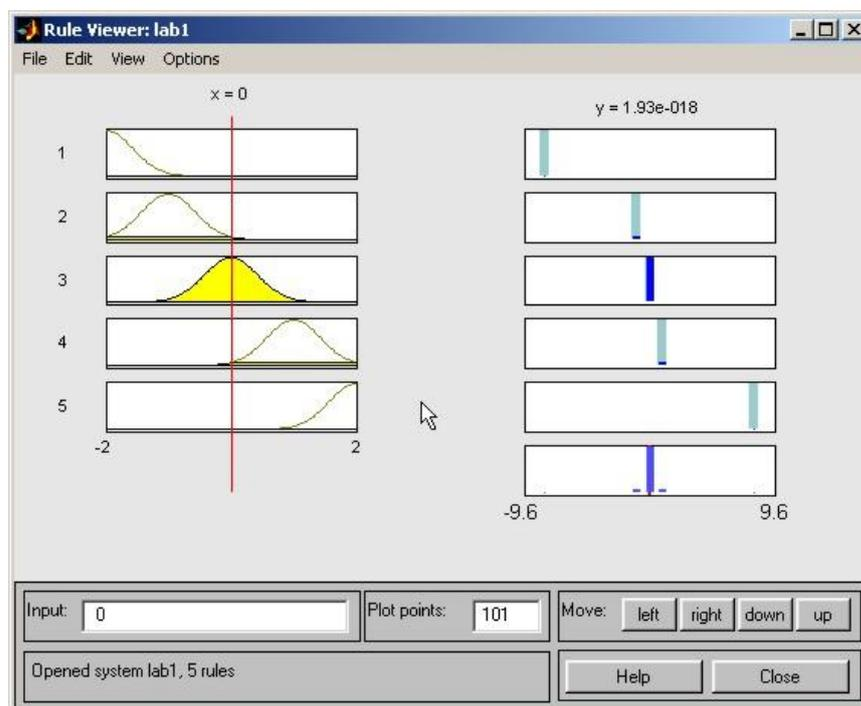 Rule Viewer: lab1
File Edit View Options
x = 0
y = 1.93e-018
1
2
3
4
5
-2 2
-9.6 9.6
Input: 0
Plot points: 101
Move: left right down up
Opened system lab1, 5 rules
Help Close